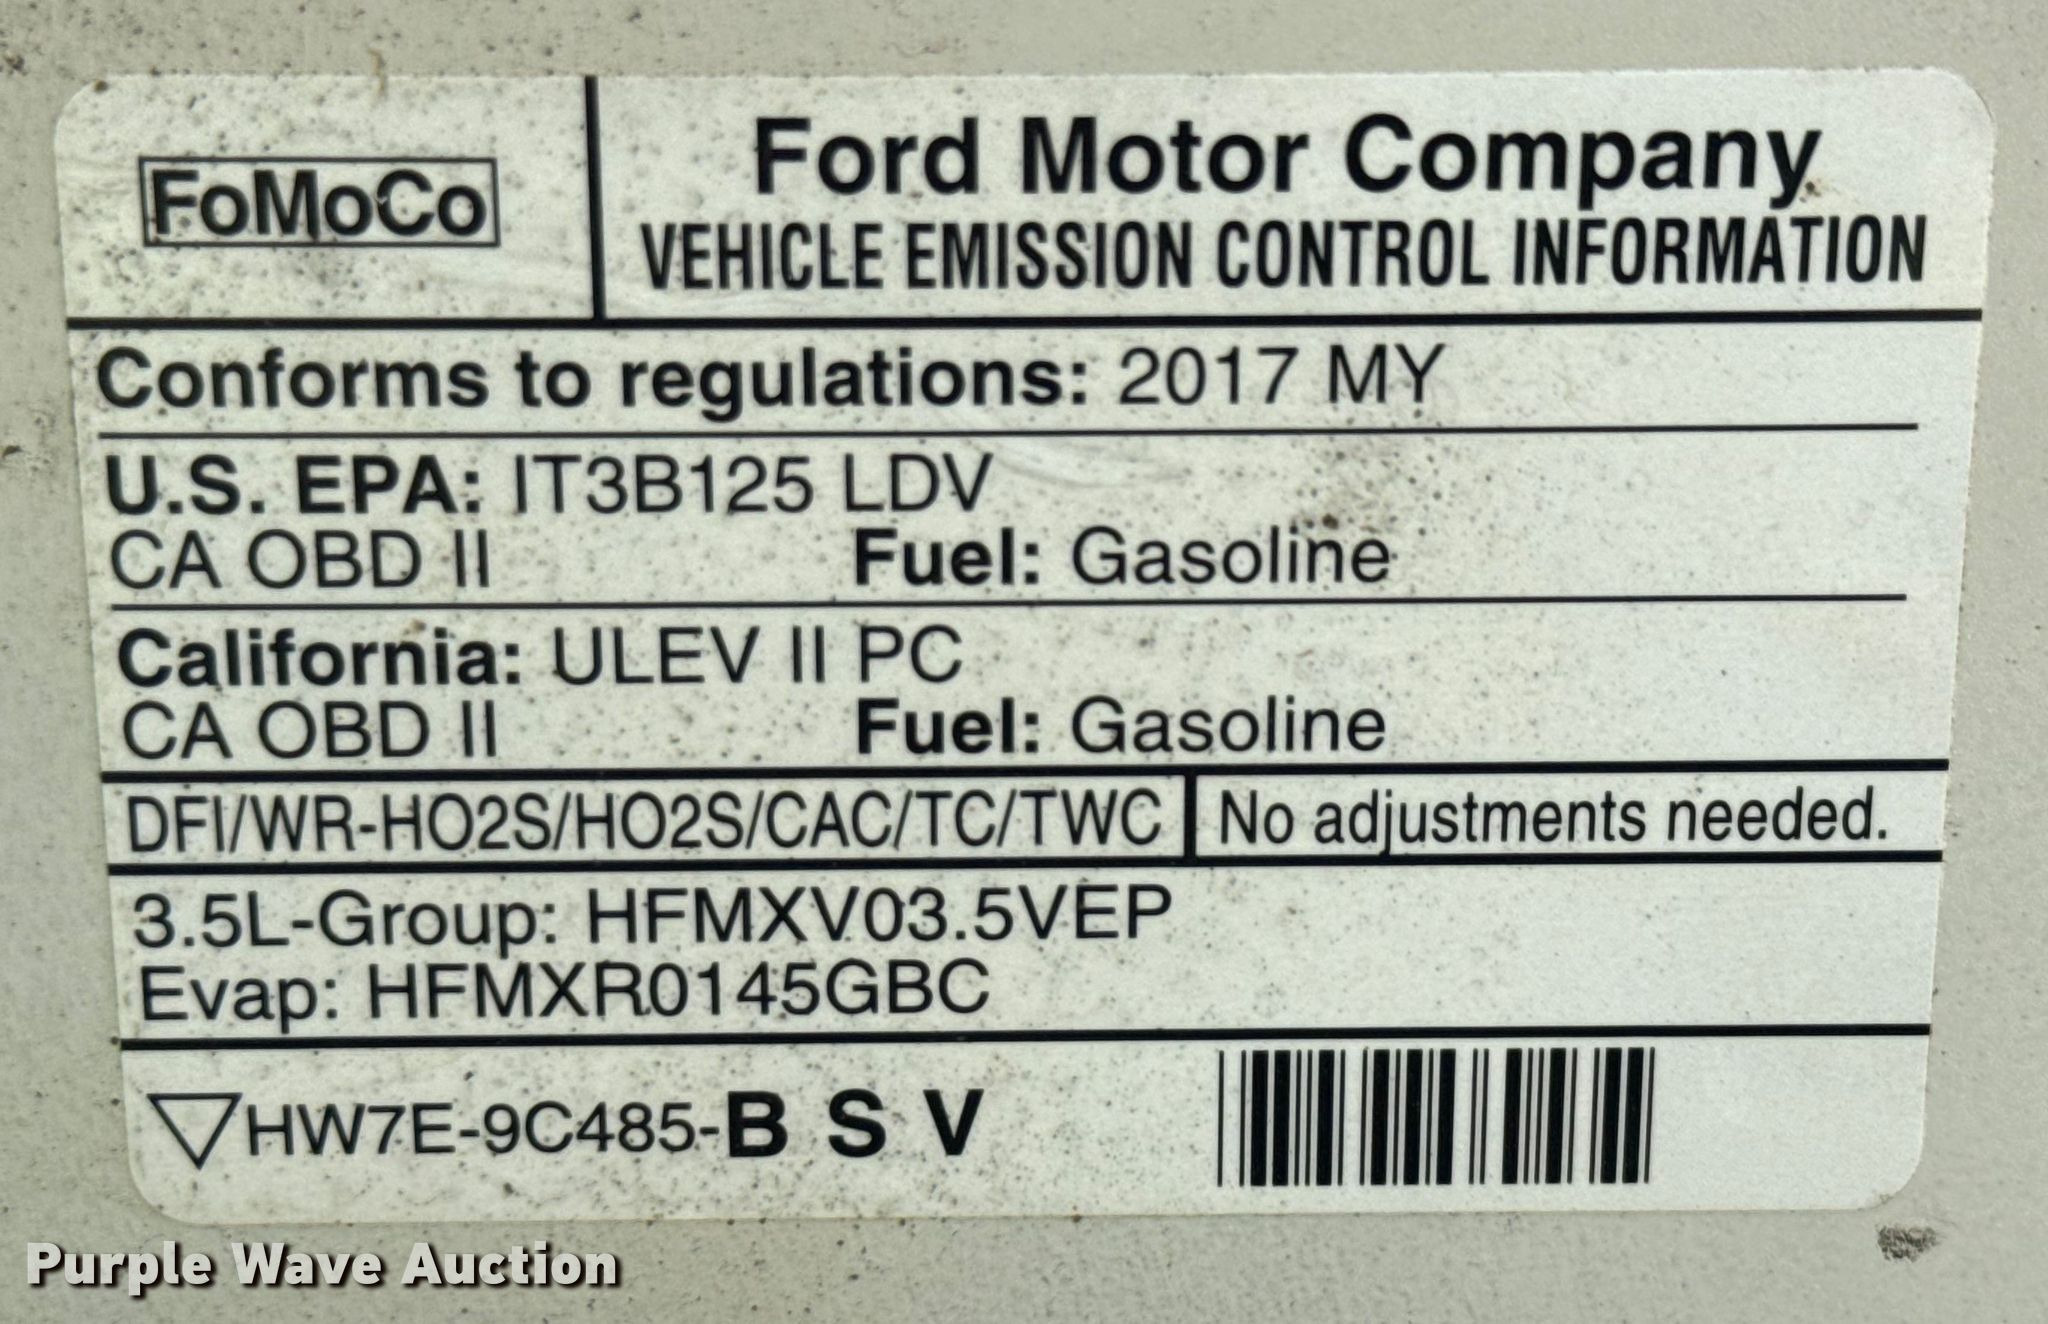 FoMoCo
Ford Motor Company
VEHICLE EMISSION CONTROL INFORMATION
Conforms to regulations: 2017 MY
U.S. EPA: IT3B125 LDV
CA OBD II Fuel: Gasoline
California: ULEV II PC
CA OBD II Fuel: Gasoline
DFI/WR-HO2S/HO2S/CAC/TC/TWC No adjustments needed.
3.5L-Group: HFMXV03.5VEP
Evap: HFMXR0145GBC
HW7E-9C485-B S V
Purple Wave Auction